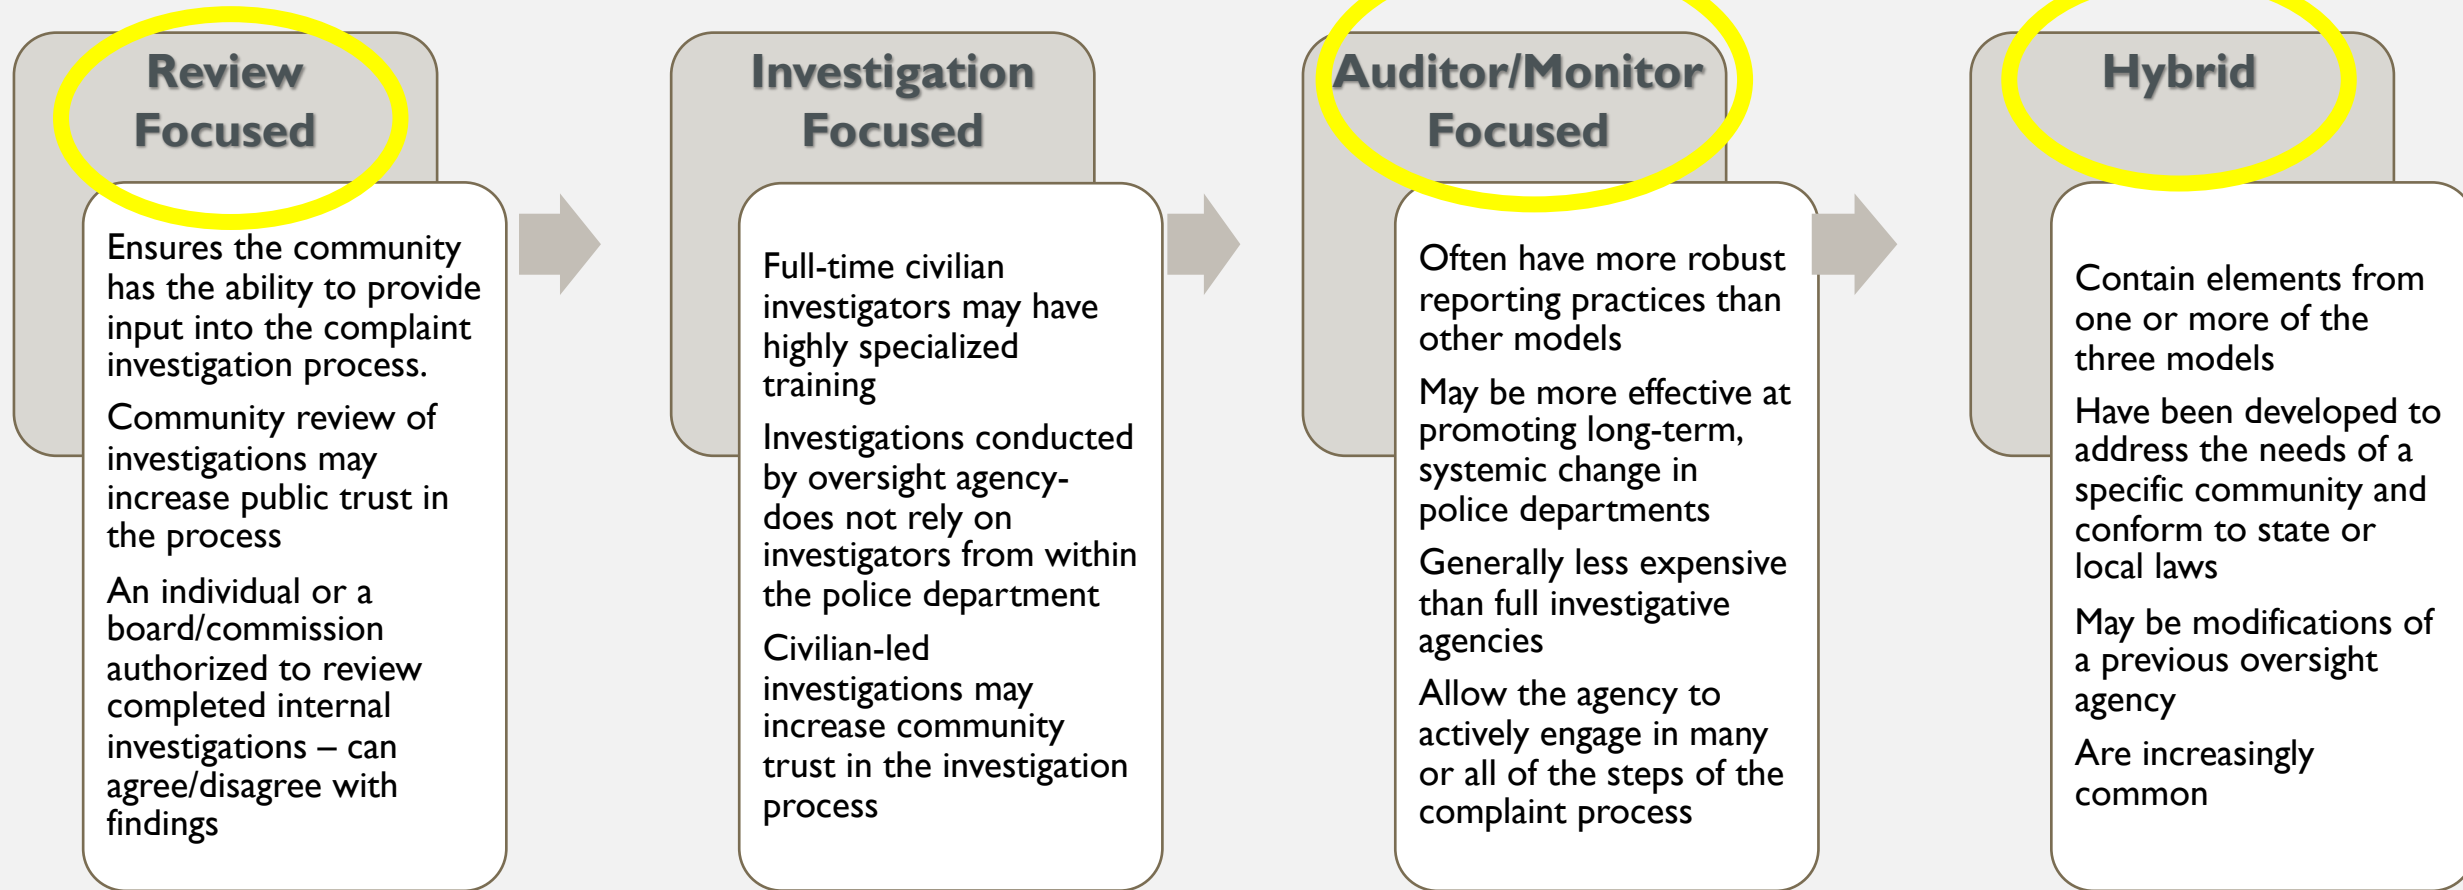 Review
Focused
Ensures the community
has the ability to provide
input into the complaint
investigation process.
Community review of
investigations may
increase public trust in
the process
An individual or a
board/commission
authorized to review
completed internal
investigations – can
agree/disagree with
findings
Investigation
Focused
Full-time civilian
investigators may have
highly specialized
training
Investigations conducted
by oversight agency-
does not rely on
investigators from within
the police department
Civilian-led
investigations may
increase community
trust in the investigation
process
Auditor/Monitor
Focused
Often have more robust
reporting practices than
other models
May be more effective at
promoting long-term,
systemic change in
police departments
Generally less expensive
than full investigative
agencies
Allow the agency to
actively engage in many
or all of the steps of the
complaint process
Hybrid
Contain elements from
one or more of the
three models
Have been developed to
address the needs of a
specific community and
conform to state or
local laws
May be modifications of
a previous oversight
agency
Are increasingly
common